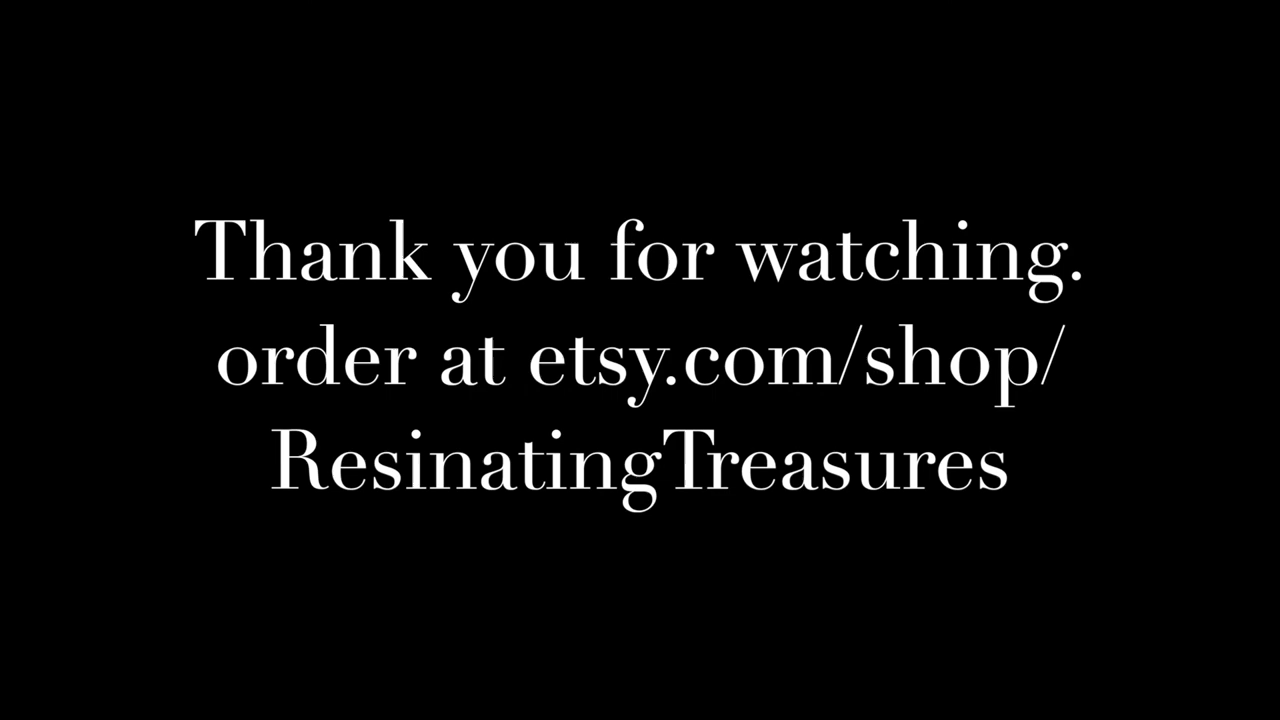 Thank you for watching.
order at etsy.com/shop/
ResinatingTreasures